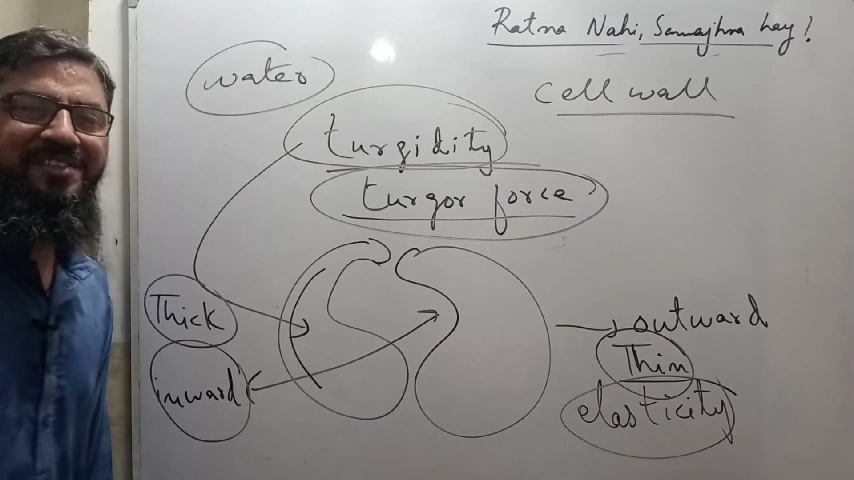 Ratna Nahi, Samajhna hay!
water
cell wall
turgidity
turgor force
Thick
outward
Thin
inward
elasticity